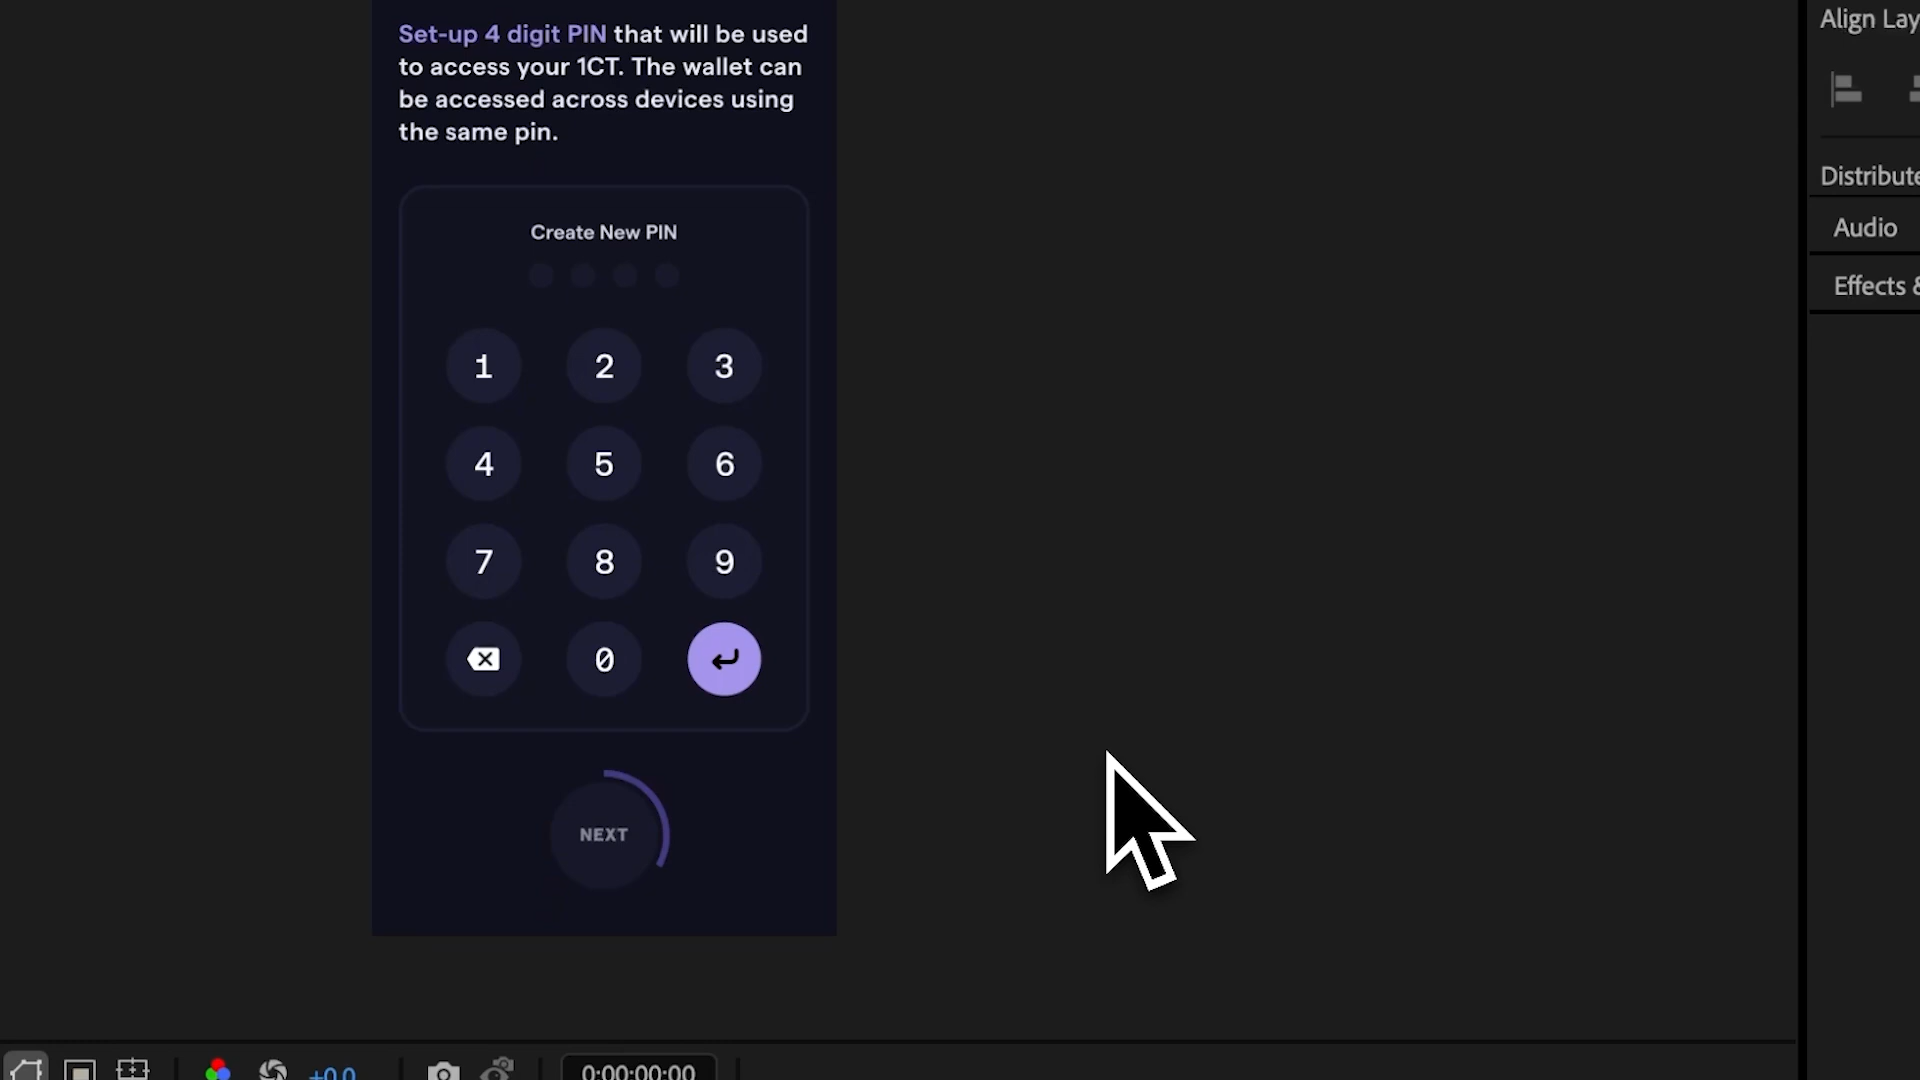 Set-up 4 digit PIN that will be used
to access your 1CT. The wallet can
be accessed across devices using
the same pin.
Create New PIN
1 2 3
4 5 6
7 8 9
0
NEXT
Align Lay
Distribute
Audio
Effects &
+0.0
0:00:00:00